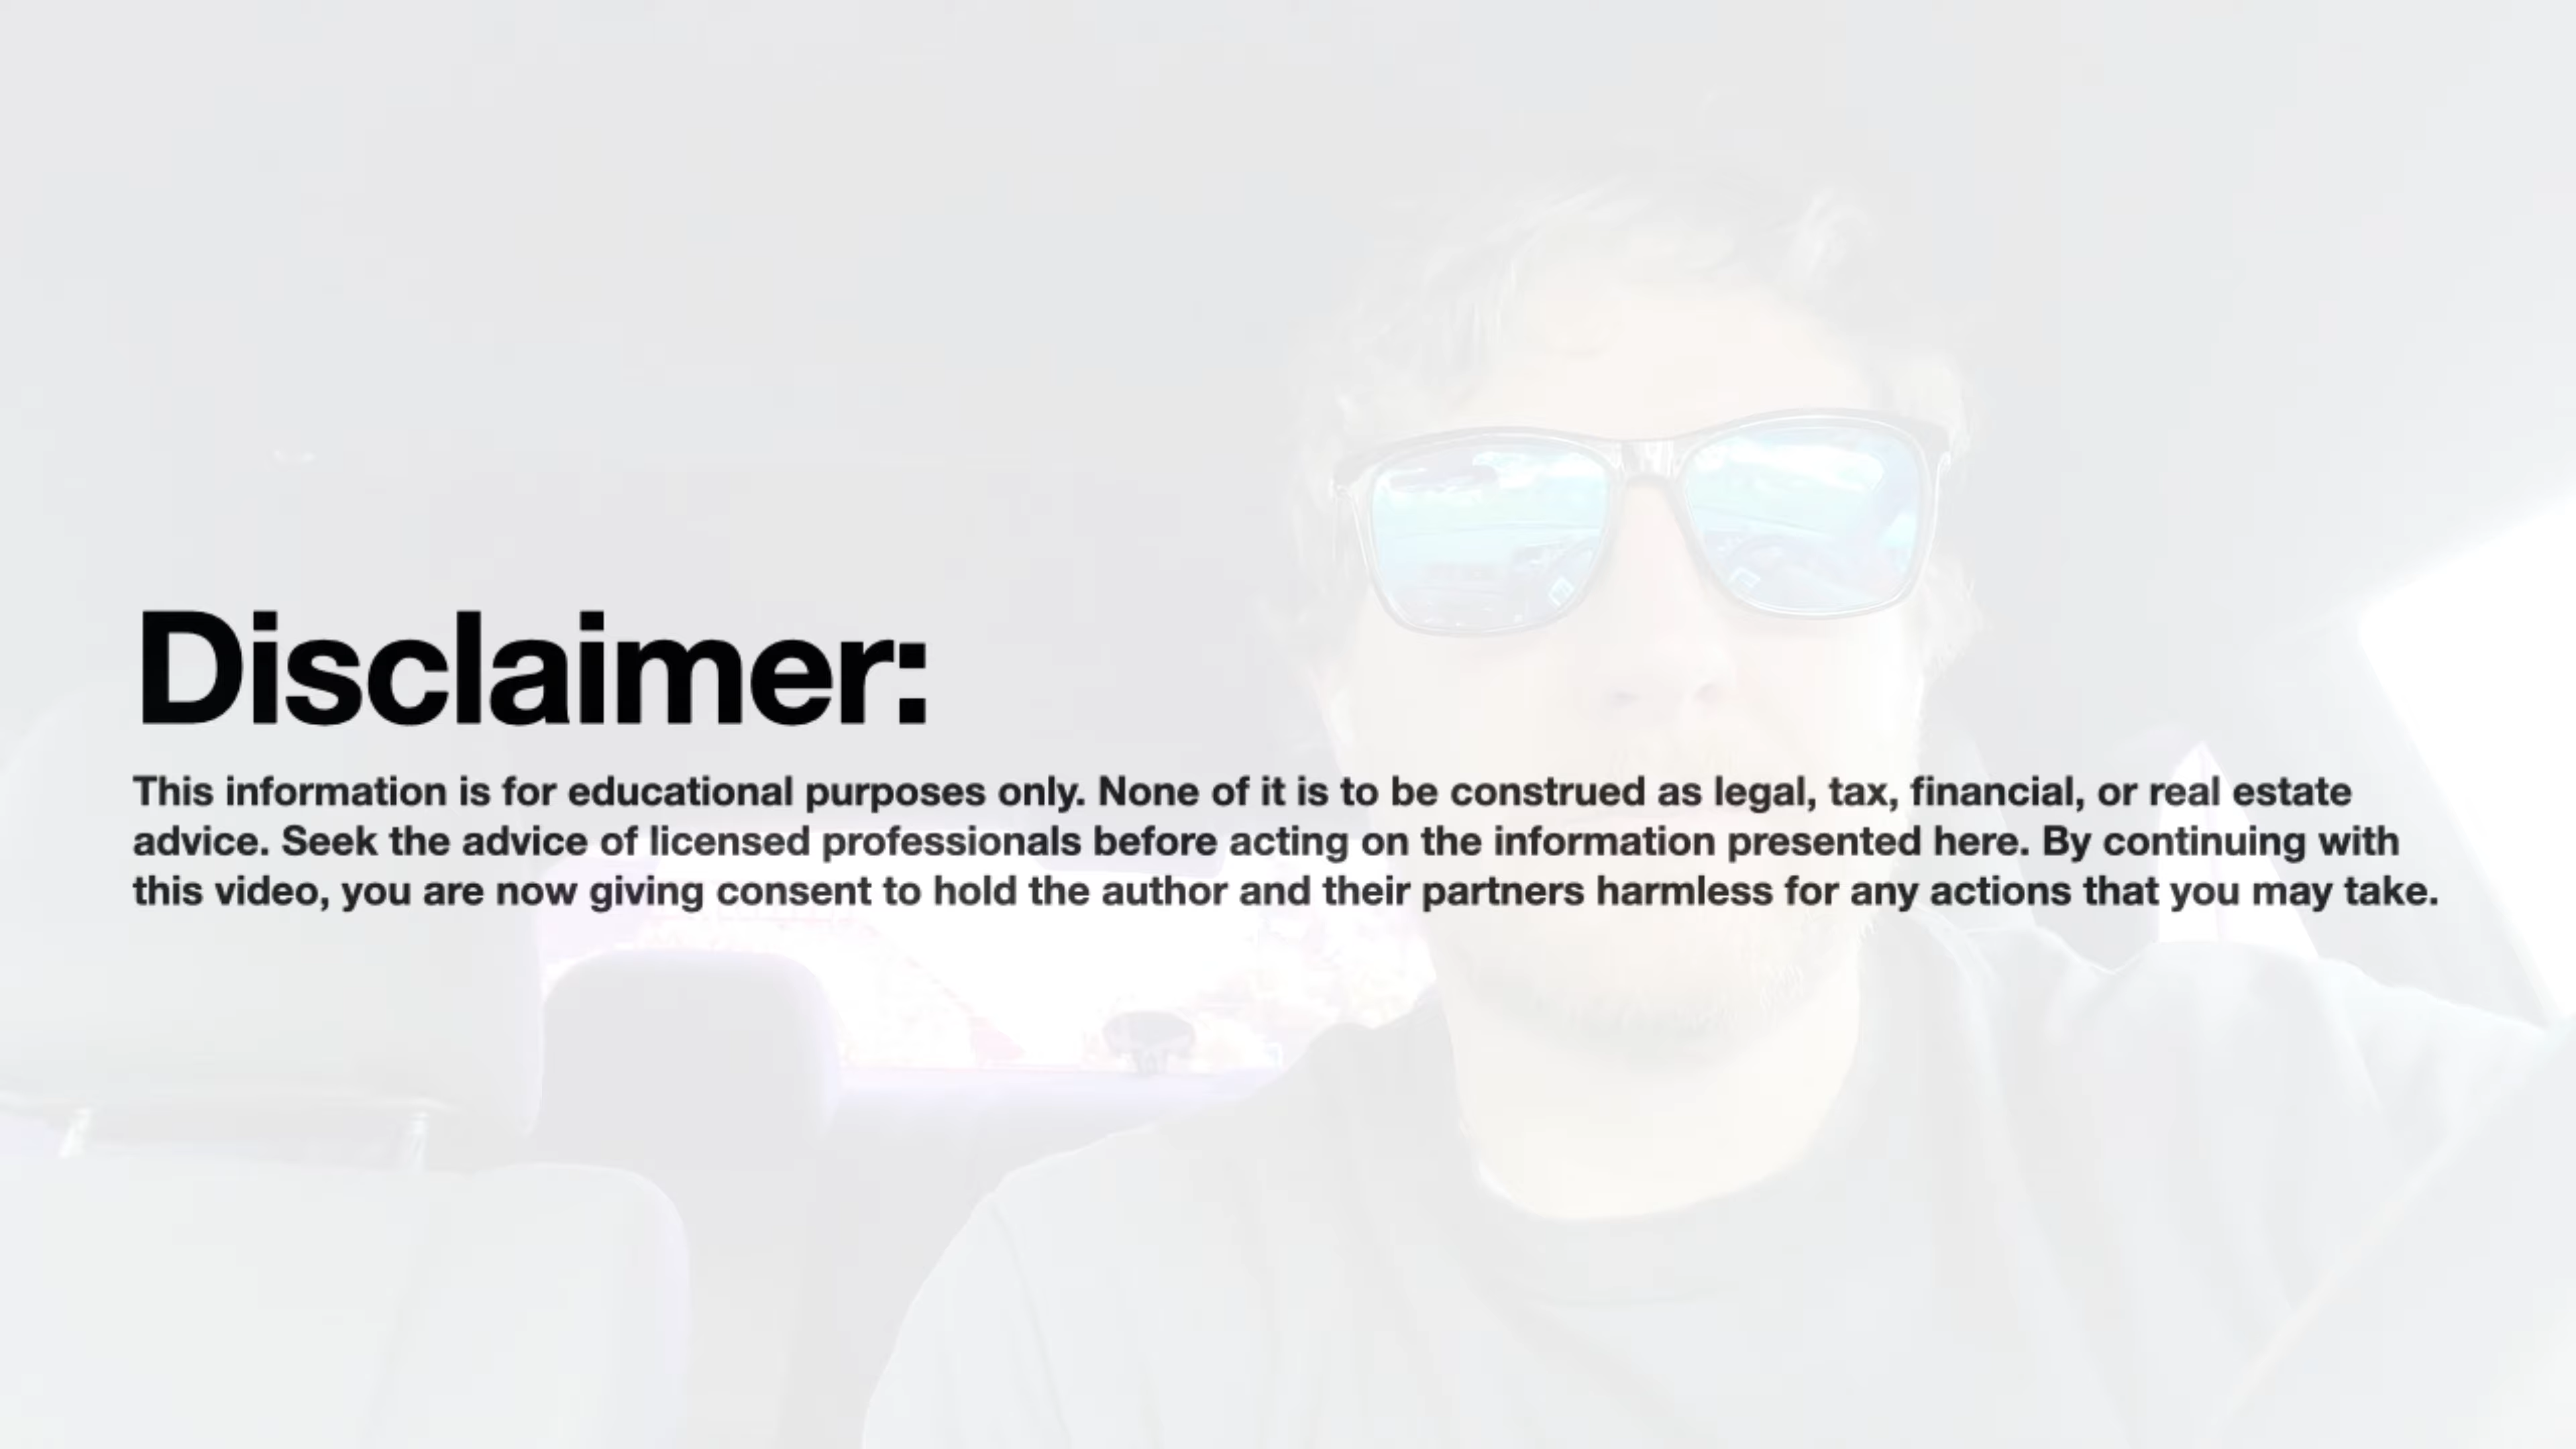 Disclaimer:
This information is for educational purposes only. None of it is to be construed as legal, tax, financial, or real estate
advice. Seek the advice of licensed professionals before acting on the information presented here. By continuing with
this video, you are now giving consent to hold the author and their partners harmless for any actions that you may take.